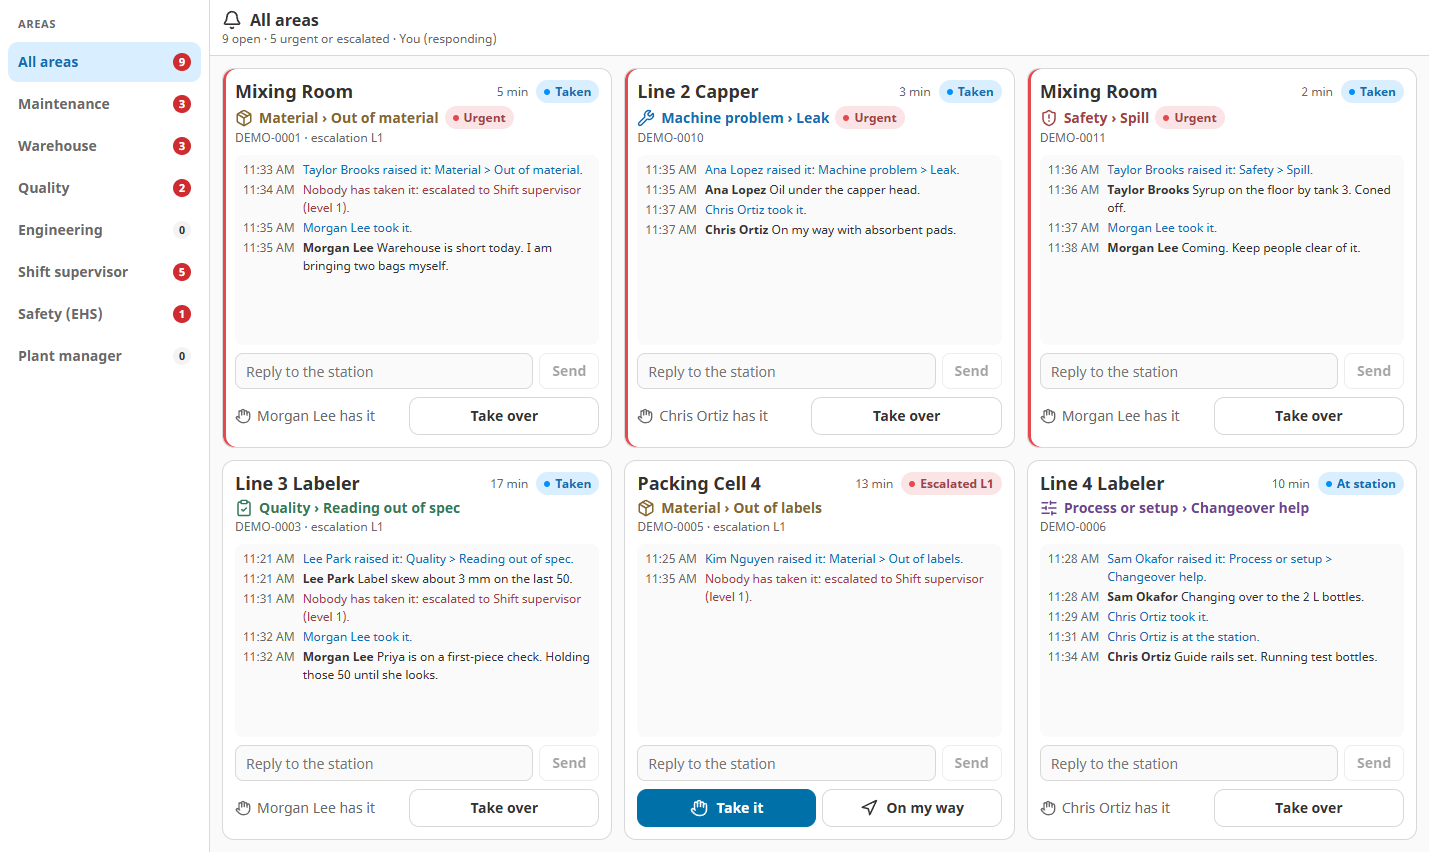 AREAS
All areas 9
Maintenance 3
Warehouse 3
Quality 2
Engineering 0
Shift supervisor 5
Safety (EHS) 1
Plant manager 0
All areas
9 open · 5 urgent or escalated · You (responding)
Mixing Room 5 min Taken
Material › Out of material Urgent
DEMO-0001 · escalation L1
11:33 AM Taylor Brooks raised it: Material > Out of material.
11:34 AM Nobody has taken it: escalated to Shift supervisor
(level 1).
11:35 AM Morgan Lee took it.
11:35 AM Morgan Lee Warehouse is short today. I am
bringing two bags myself.
Reply to the station Send
Morgan Lee has it Take over
Line 2 Capper 3 min Taken
Machine problem › Leak Urgent
DEMO-0010
11:35 AM Ana Lopez raised it: Machine problem > Leak.
11:35 AM Ana Lopez Oil under the capper head.
11:37 AM Chris Ortiz took it.
11:37 AM Chris Ortiz On my way with absorbent pads.
Reply to the station Send
Chris Ortiz has it Take over
Mixing Room 2 min Taken
Safety › Spill Urgent
DEMO-0011
11:36 AM Taylor Brooks raised it: Safety > Spill.
11:36 AM Taylor Brooks Syrup on the floor by tank 3. Coned
off.
11:37 AM Morgan Lee took it.
11:38 AM Morgan Lee Coming. Keep people clear of it.
Reply to the station Send
Morgan Lee has it Take over
Line 3 Labeler 17 min Taken
Quality › Reading out of spec
DEMO-0003 · escalation L1
11:21 AM Lee Park raised it: Quality > Reading out of spec.
11:21 AM Lee Park Label skew about 3 mm on the last 50.
11:31 AM Nobody has taken it: escalated to Shift supervisor
(level 1).
11:32 AM Morgan Lee took it.
11:32 AM Morgan Lee Priya is on a first-piece check. Holding
those 50 until she looks.
Reply to the station Send
Morgan Lee has it Take over
Packing Cell 4 13 min Escalated L1
Material › Out of labels
DEMO-0005 · escalation L1
11:25 AM Kim Nguyen raised it: Material > Out of labels.
11:35 AM Nobody has taken it: escalated to Shift supervisor
(level 1).
Reply to the station Send
Take it On my way
Line 4 Labeler 10 min At station
Process or setup › Changeover help
DEMO-0006
11:28 AM Sam Okafor raised it: Process or setup >
Changeover help.
11:28 AM Sam Okafor Changing over to the 2 L bottles.
11:29 AM Chris Ortiz took it.
11:31 AM Chris Ortiz is at the station.
11:34 AM Chris Ortiz Guide rails set. Running test bottles.
Reply to the station Send
Chris Ortiz has it Take over